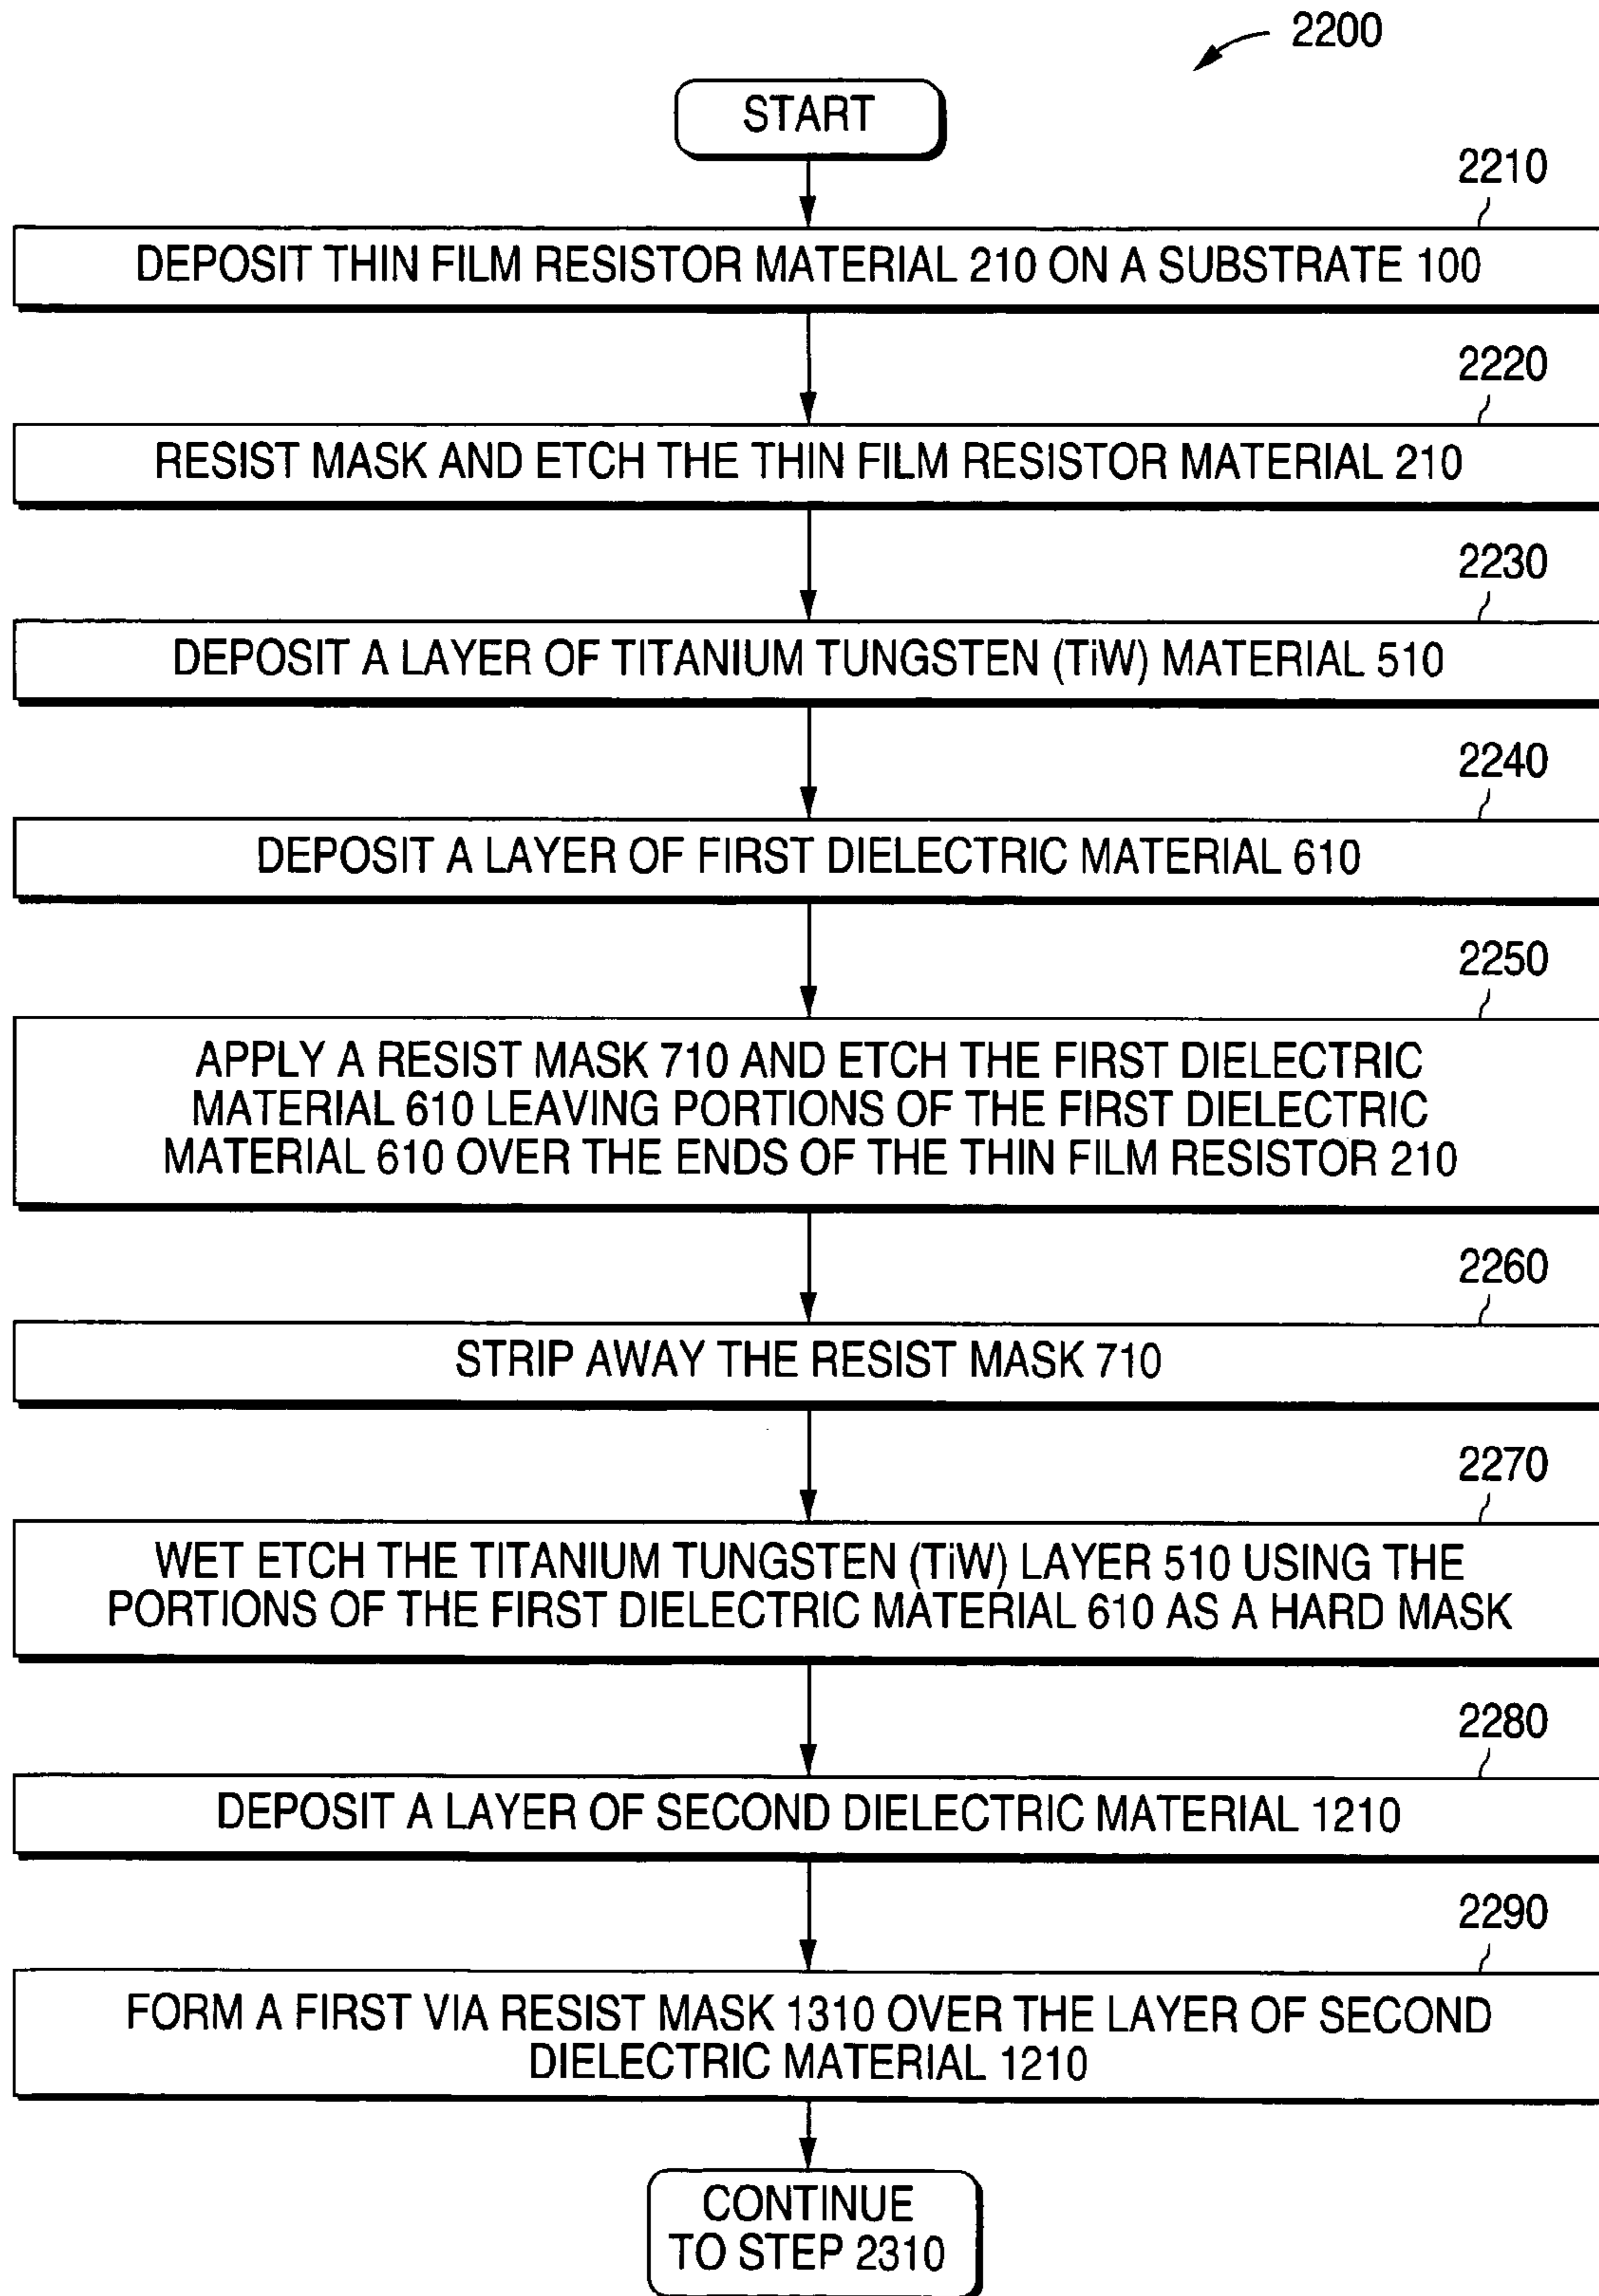 2200
START
2210
DEPOSIT THIN FILM RESISTOR MATERIAL 210 ON A SUBSTRATE 100
2220
RESIST MASK AND ETCH THE THIN FILM RESISTOR MATERIAL 210
2230
DEPOSIT A LAYER OF TITANIUM TUNGSTEN (TiW) MATERIAL 510
2240
DEPOSIT A LAYER OF FIRST DIELECTRIC MATERIAL 610
2250
APPLY A RESIST MASK 710 AND ETCH THE FIRST DIELECTRIC
MATERIAL 610 LEAVING PORTIONS OF THE FIRST DIELECTRIC
MATERIAL 610 OVER THE ENDS OF THE THIN FILM RESISTOR 210
2260
STRIP AWAY THE RESIST MASK 710
2270
WET ETCH THE TITANIUM TUNGSTEN (TiW) LAYER 510 USING THE
PORTIONS OF THE FIRST DIELECTRIC MATERIAL 610 AS A HARD MASK
2280
DEPOSIT A LAYER OF SECOND DIELECTRIC MATERIAL 1210
2290
FORM A FIRST VIA RESIST MASK 1310 OVER THE LAYER OF SECOND
DIELECTRIC MATERIAL 1210
CONTINUE
TO STEP 2310